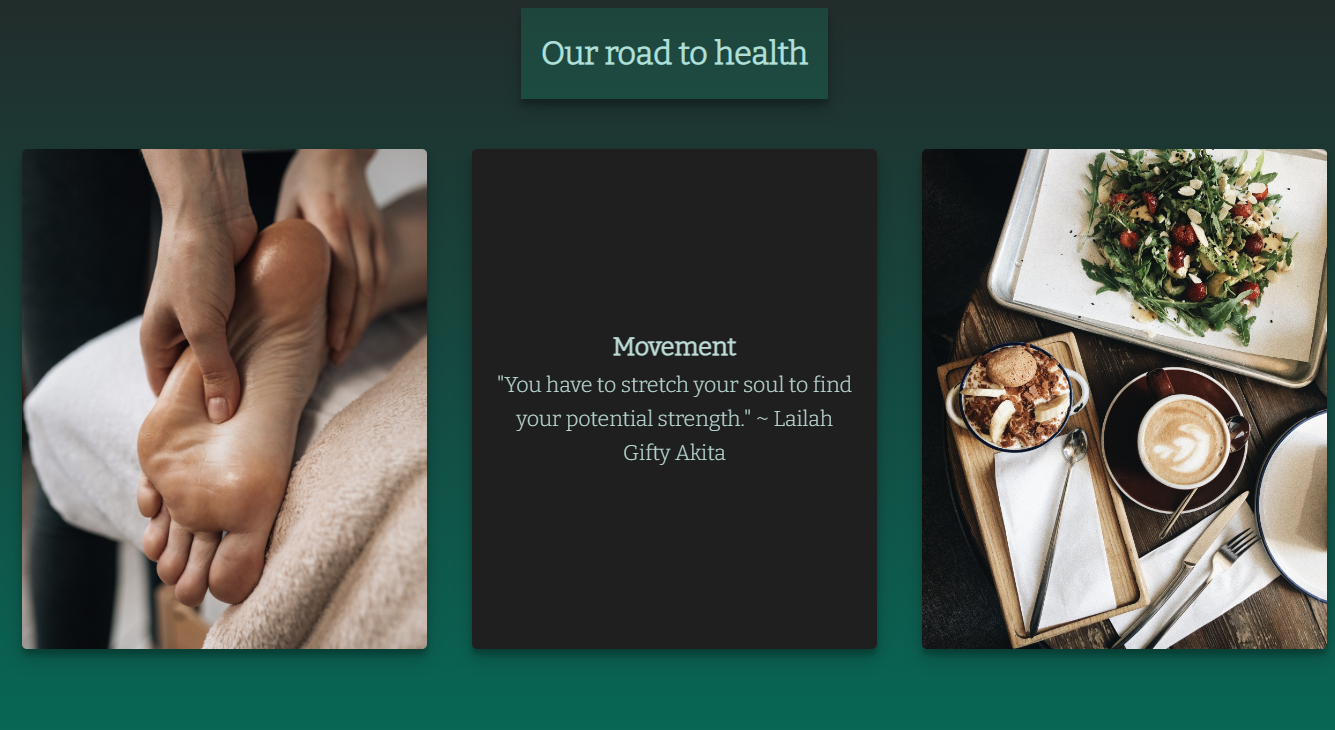 Our road to health
Movement
"You have to stretch your soul to find
your potential strength." ~ Lailah
Gifty Akita